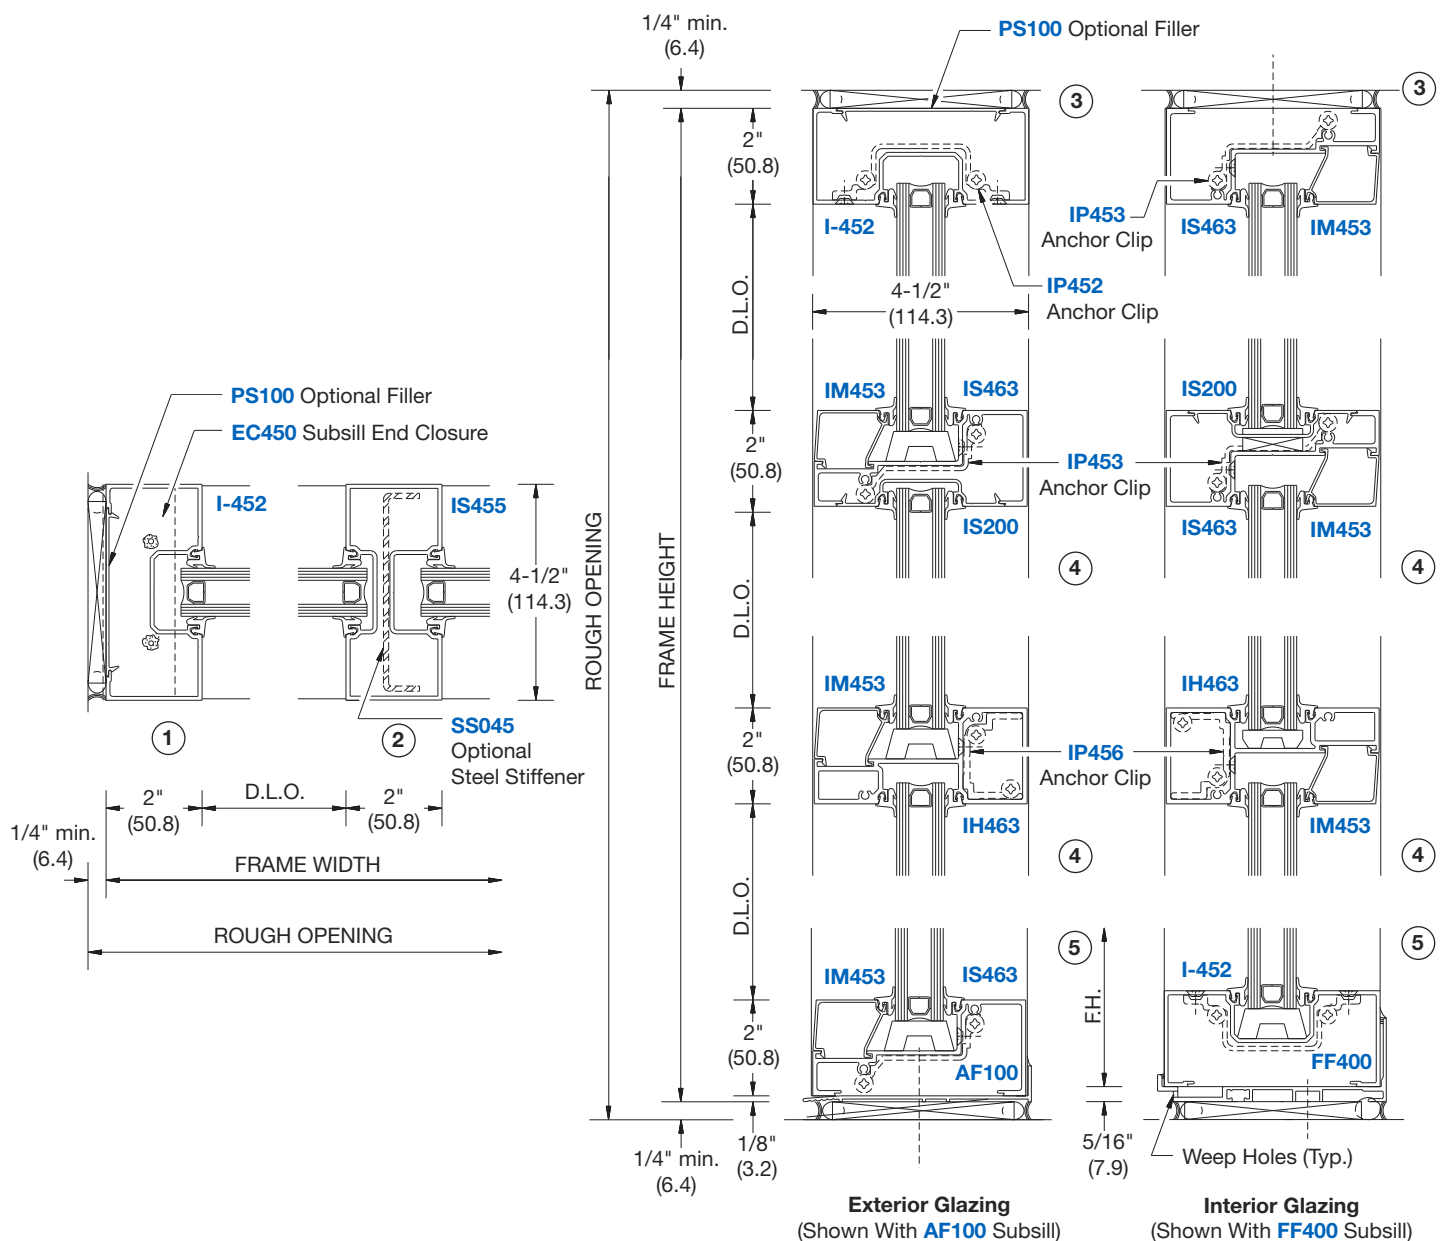 1/4" min.
(6.4)
PS100 Optional Filler
3
3
2"
(50.8)
I-452
IP453
Anchor Clip
IS463
IM453
IP452
Anchor Clip
4-1/2"
(114.3)
D.L.O.
PS100 Optional Filler
EC450 Subsill End Closure
I-452
IS455
4-1/2"
(114.3)
SS045
Optional
Steel Stiffener
1
2
2"
(50.8)
D.L.O.
2"
(50.8)
1/4" min.
(6.4)
FRAME WIDTH
ROUGH OPENING
ROUGH OPENING
FRAME HEIGHT
IM453
IS463
IS200
2"
(50.8)
IP453
Anchor Clip
IS200
IS463
IM453
4
4
D.L.O.
IM453
IH463
2"
(50.8)
IP456
Anchor Clip
IH463
IM453
4
4
D.L.O.
5
5
IM453
IS463
I-452
F.H.
2"
(50.8)
AF100
FF400
1/4" min.
(6.4)
1/8"
(3.2)
5/16"
(7.9)
Weep Holes (Typ.)
Exterior Glazing
(Shown With AF100 Subsill)
Interior Glazing
(Shown With FF400 Subsill)